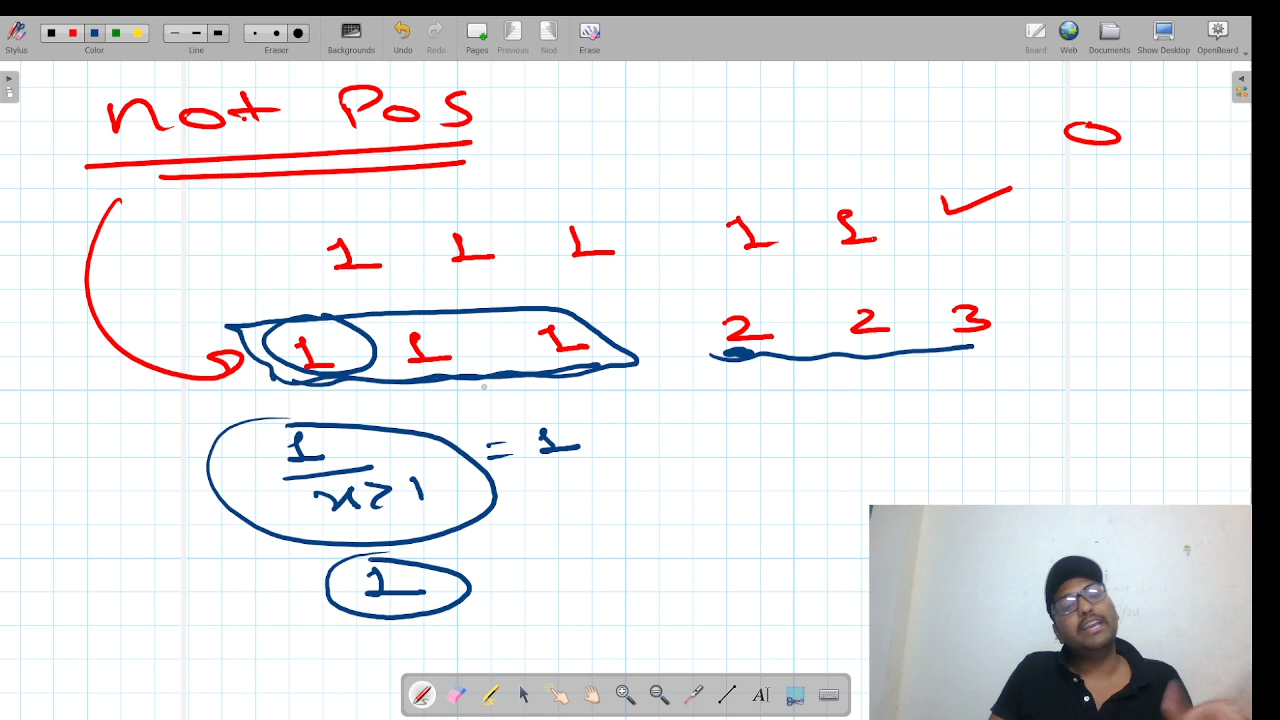 Stylus Color Line Eraser Backgrounds Undo Redo Pages Previous Next Erase Board Web Documents Show Desktop OpenBoard
Not Pos
0
1 1 1 1 1
1 1 1 2 2 3
1 = 1
x ≥ 1
1